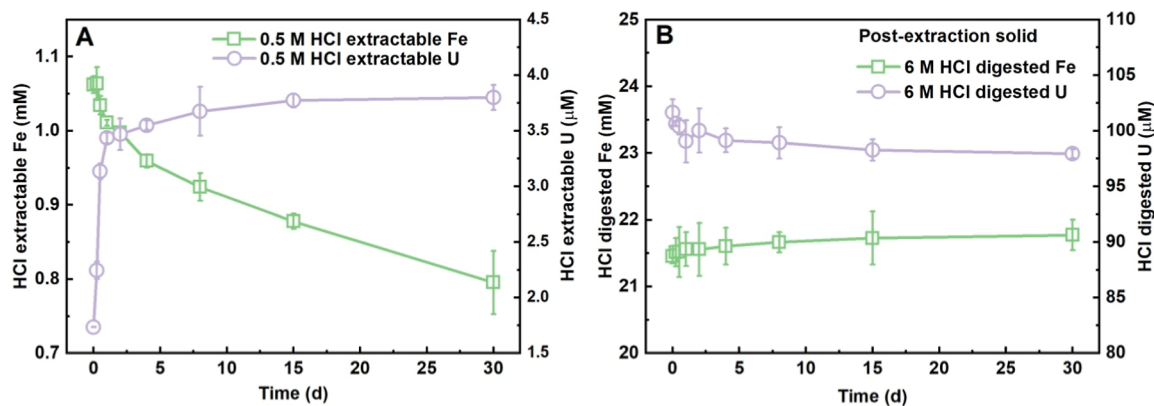 A
0.5 M HCl extractable Fe
0.5 M HCl extractable U
HCl extractable Fe (mM)
1.1
1.0
0.9
0.8
0.7
HCl extractable U (μM)
4.5
4.0
3.5
3.0
2.5
2.0
1.5
0 5 10 15 20 25 30
Time (d)
B
Post-extraction solid
6 M HCl digested Fe
6 M HCl digested U
HCl digested Fe (mM)
25
24
23
22
21
20
HCl digested U (μM)
110
105
100
95
90
85
80
0 5 10 15 20 25 30
Time (d)